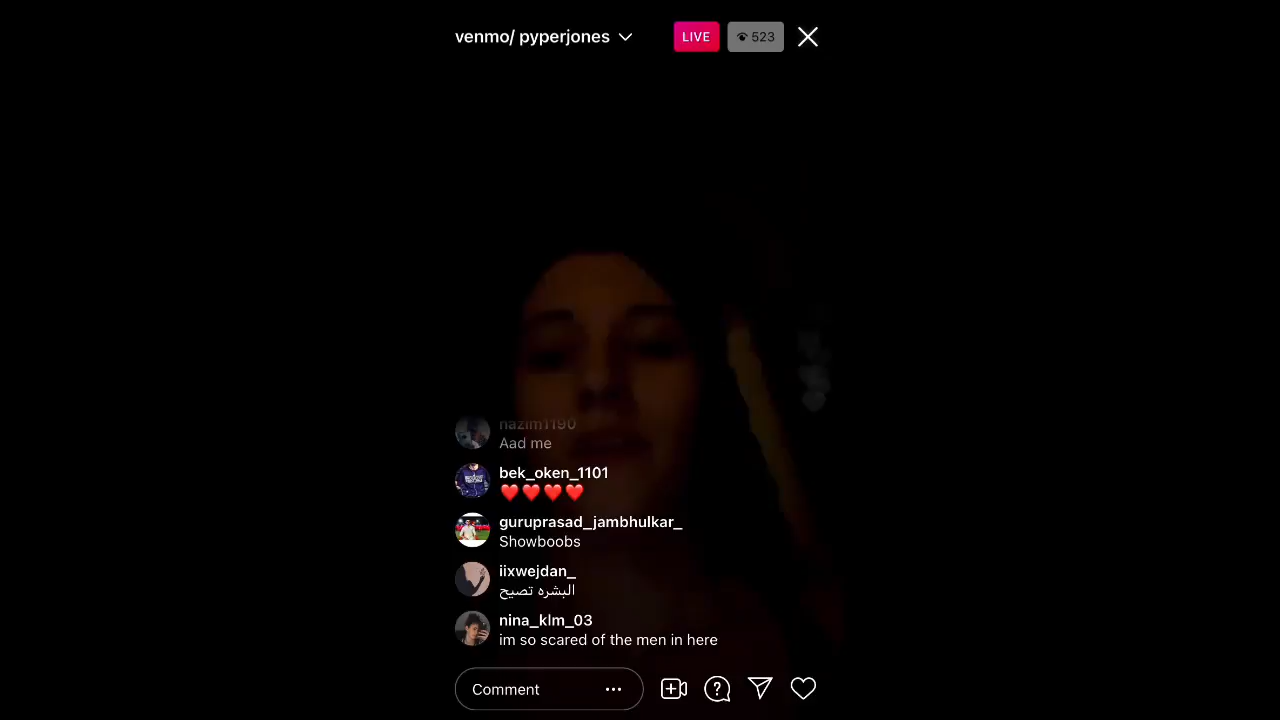 venmo/ pyperjones
LIVE
523
nazim1190
Aad me
bek_oken_1101
❤️❤️❤️❤️
guruprasad_jambhulkar_
Showboobs
iixwejdan_
البشره تصيح
nina_klm_03
im so scared of the men in here
Comment